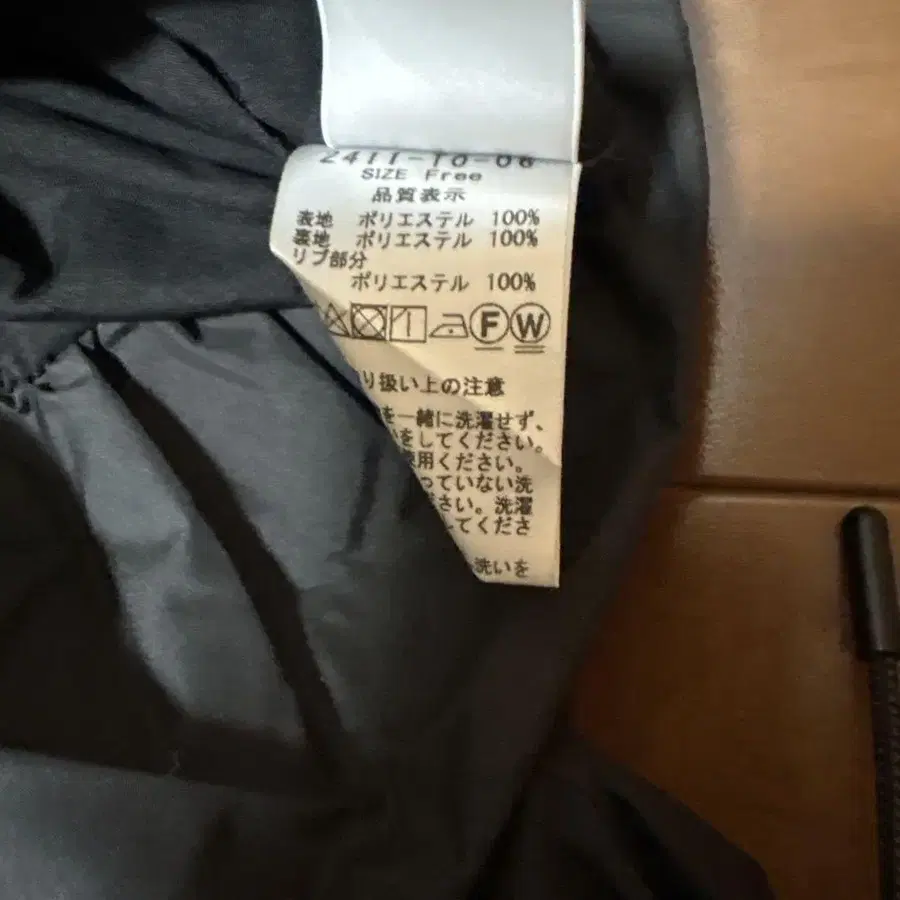 2411-10-06
SIZE Free
品質表示
表地 ポリエステル 100%
裏地 ポリエステル 100%
リブ部分
ポリエステル 100%
F W
り扱い上の注意
を一緒に洗濯せず、
をしてください。
使用ください。
っていない洗
さい。洗濯
してくださ
洗いを